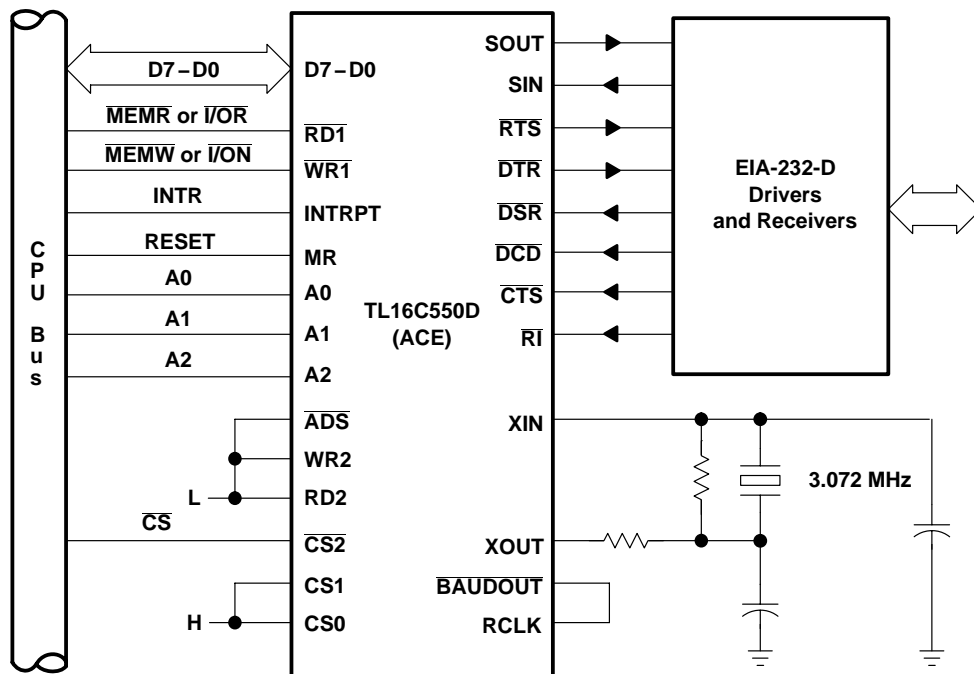 CPU Bus
D7–D0
MEMR or I/OR
MEMW or I/ON
INTR
RESET
A0
A1
A2
L
CS
H
D7–D0
RD1
WR1
INTRPT
MR
A0
A1
A2
ADS
WR2
RD2
CS2
CS1
CS0
TL16C550D
(ACE)
SOUT
SIN
RTS
DTR
DSR
DCD
CTS
RI
XIN
XOUT
BAUDOUT
RCLK
EIA-232-D
Drivers
and Receivers
3.072 MHz